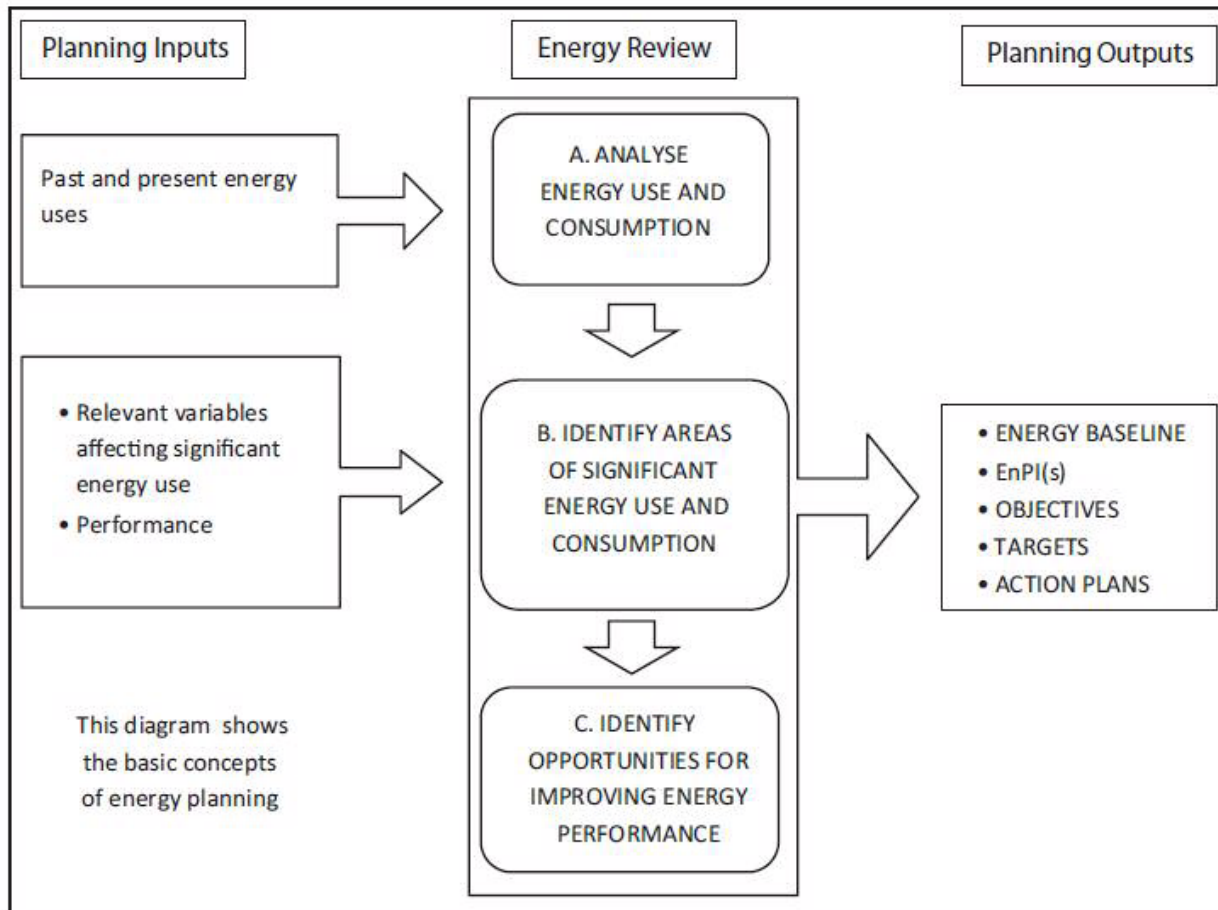 Planning Inputs
Energy Review
Planning Outputs
Past and present energy
uses
• Relevant variables
affecting significant
energy use
• Performance
This diagram shows
the basic concepts
of energy planning
A. ANALYSE
ENERGY USE AND
CONSUMPTION
B. IDENTIFY AREAS
OF SIGNIFICANT
ENERGY USE AND
CONSUMPTION
C. IDENTIFY
OPPORTUNITIES FOR
IMPROVING ENERGY
PERFORMANCE
• ENERGY BASELINE
• EnPI(s)
• OBJECTIVES
• TARGETS
• ACTION PLANS